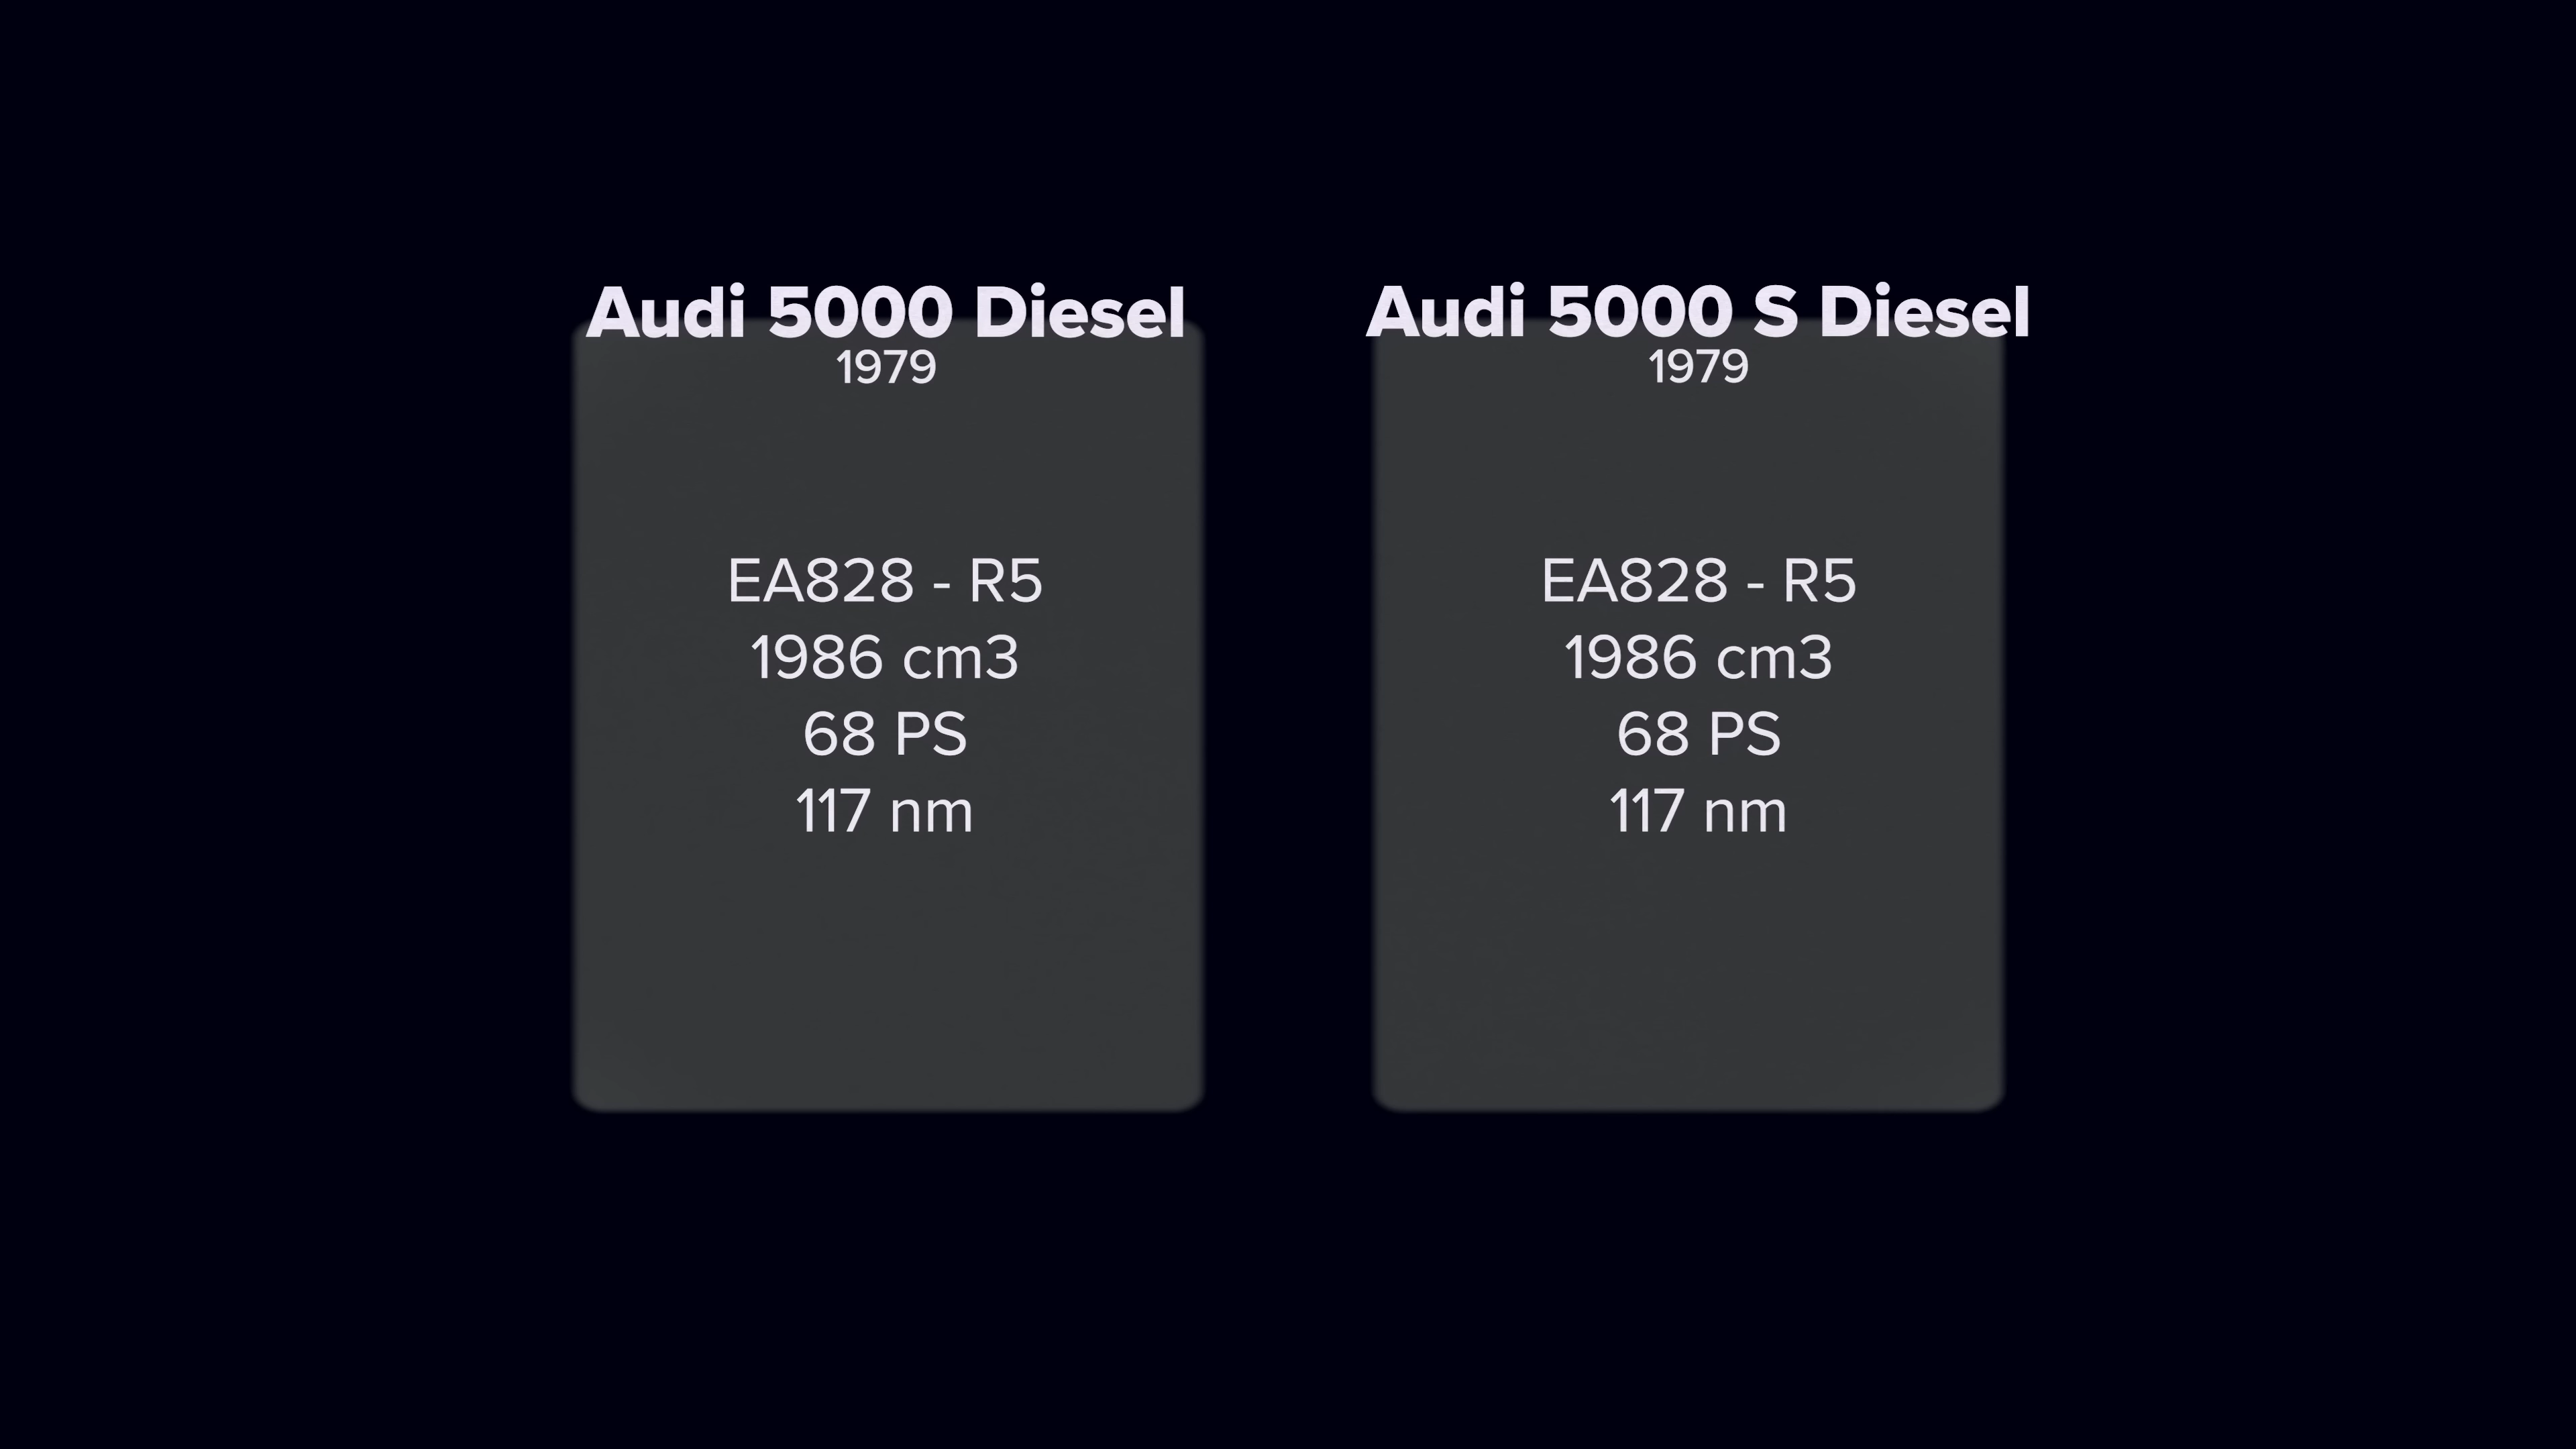 Audi 5000 Diesel
1979
EA828 - R5
1986 cm3
68 PS
117 nm
Audi 5000 S Diesel
1979
EA828 - R5
1986 cm3
68 PS
117 nm